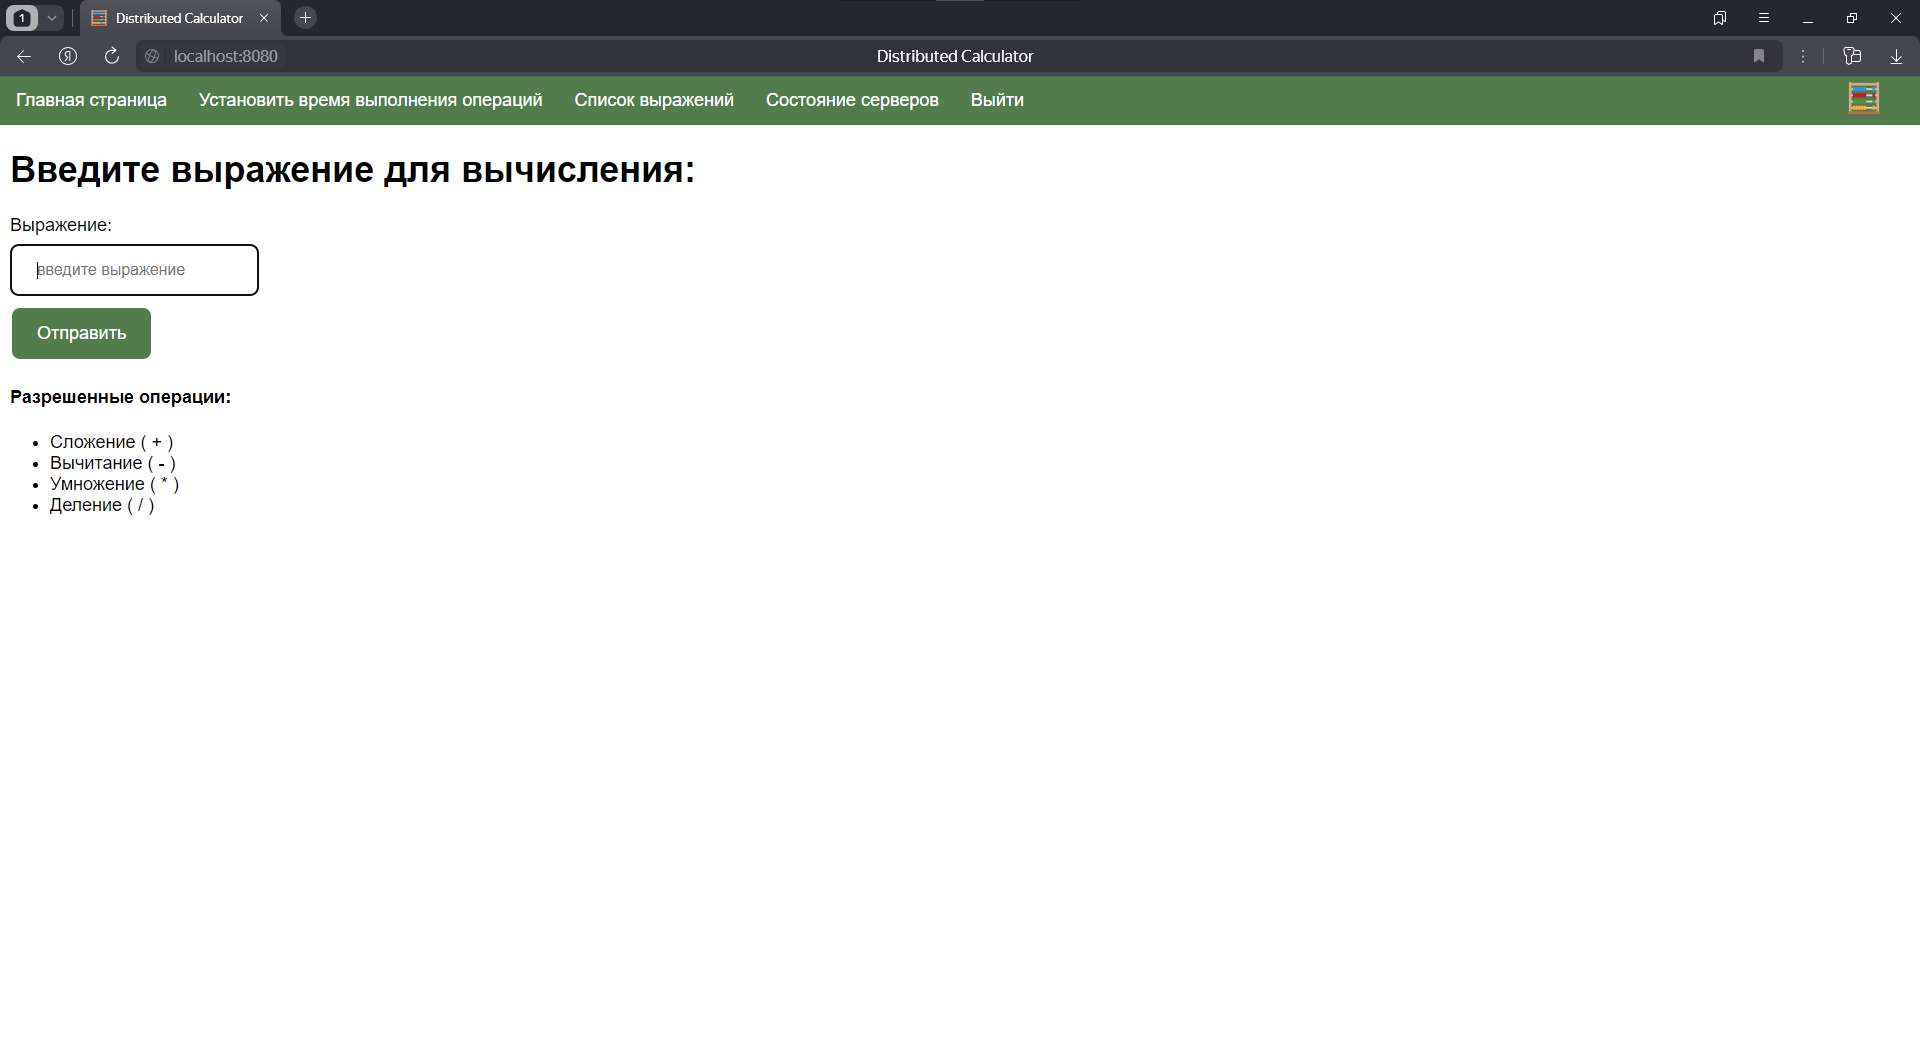 1
Distributed Calculator
localhost:8080
Distributed Calculator
Главная страница
Установить время выполнения операций
Список выражений
Состояние серверов
Выйти
Введите выражение для вычисления:
Выражение:
введите выражение
Отправить
Разрешенные операции:
Сложение ( + )
Вычитание ( - )
Умножение ( * )
Деление ( / )